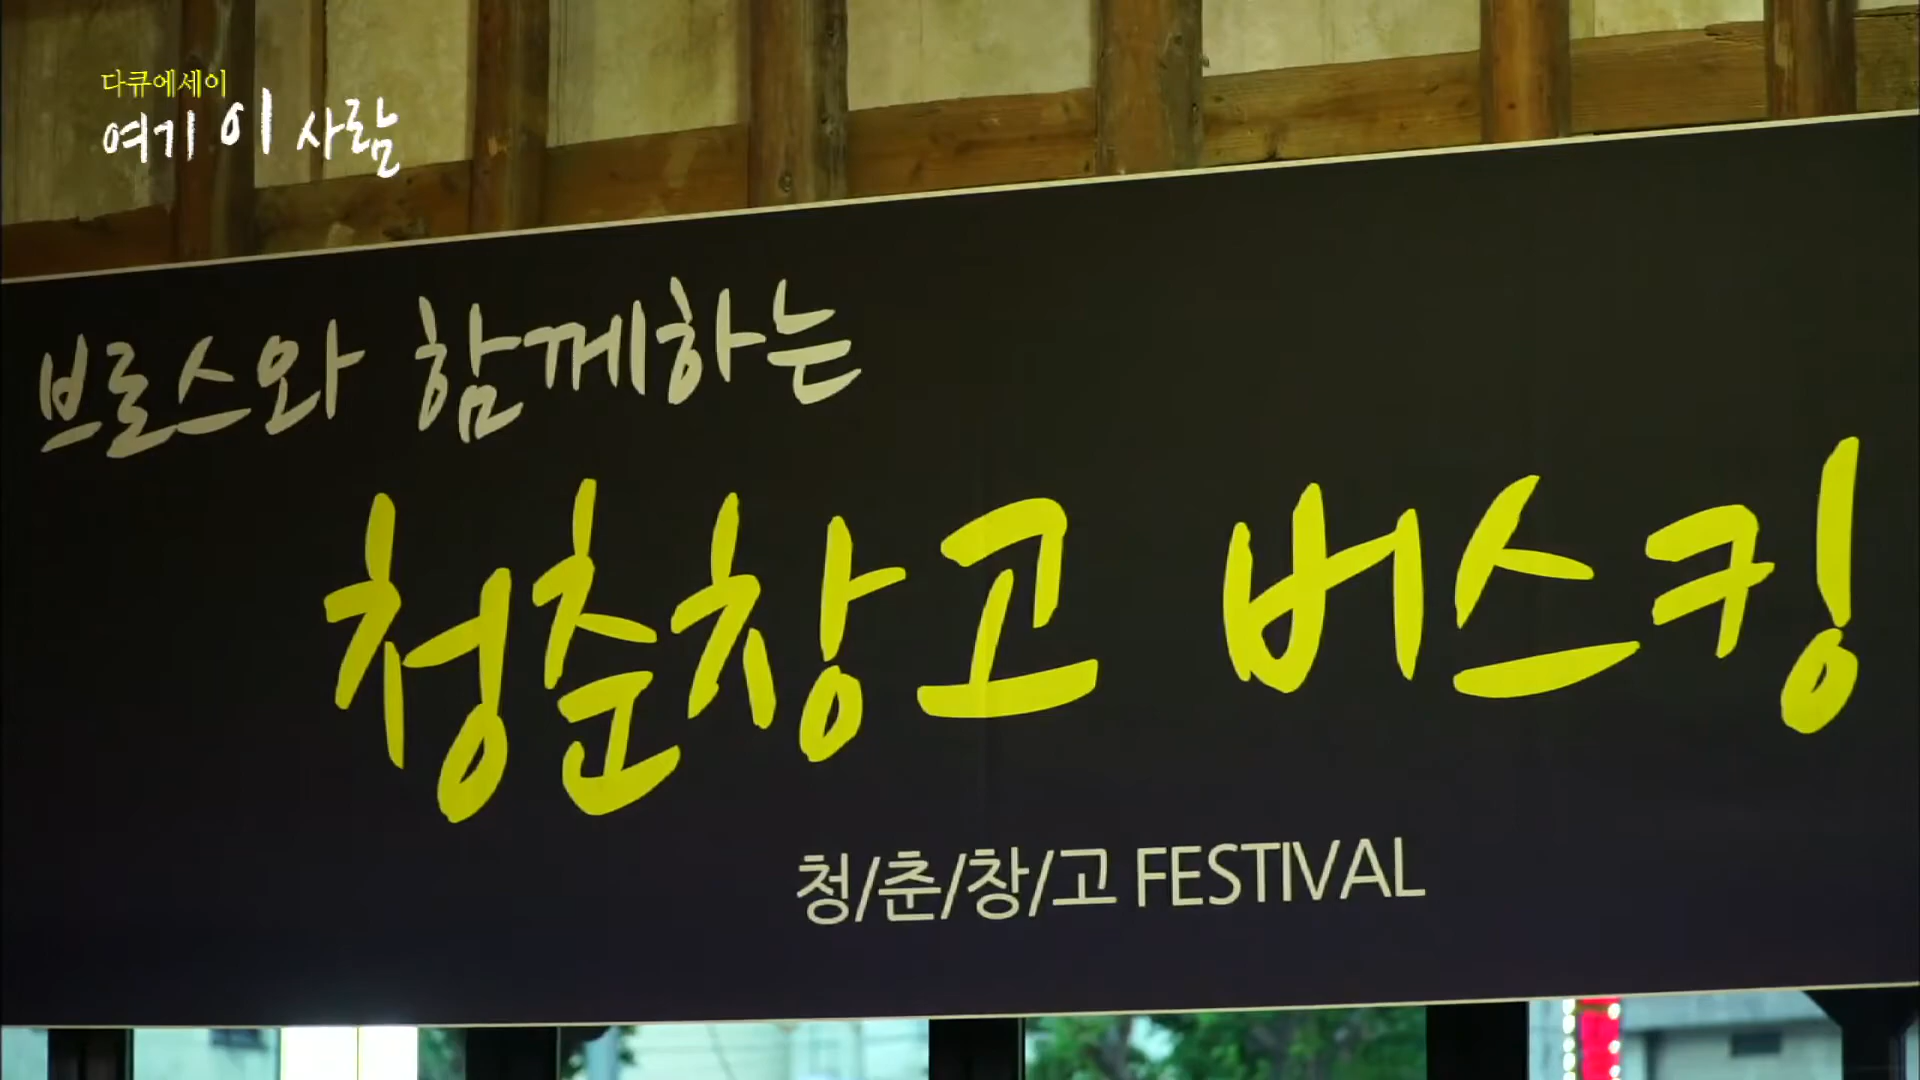 다큐에세이
여기 이 사람
브로스와 함께하는
청춘창고 버스킹
청/춘/창/고 FESTIVAL